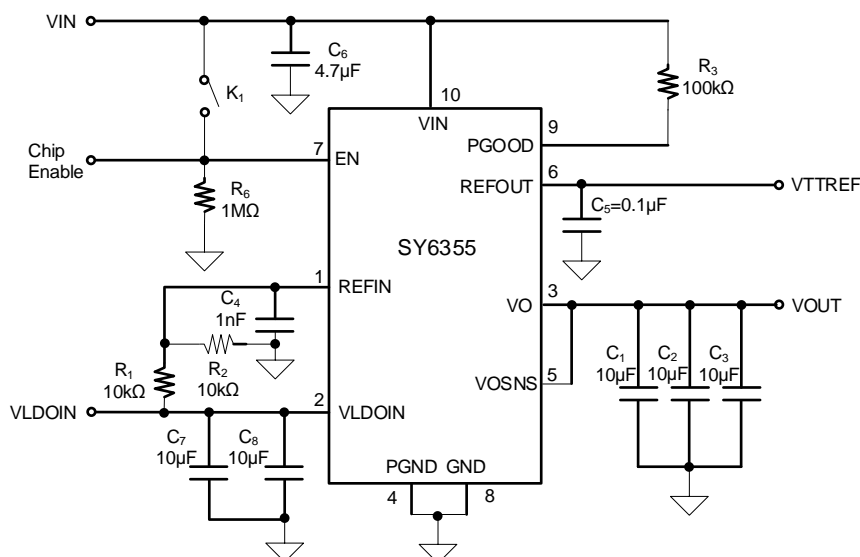 VIN
C6
4.7µF
R3
100kΩ
K1
10
VIN
9
PGOOD
Chip
Enable
7
EN
6
REFOUT
VTTREF
R6
1MΩ
C5=0.1µF
SY6355
1
REFIN
C4
1nF
3
VO
VOUT
R2
10kΩ
R1
10kΩ
C1
10µF
C2
10µF
C3
10µF
VOSNS
5
VLDOIN
2
VLDOIN
C7
10µF
C8
10µF
PGND
GND
4
8